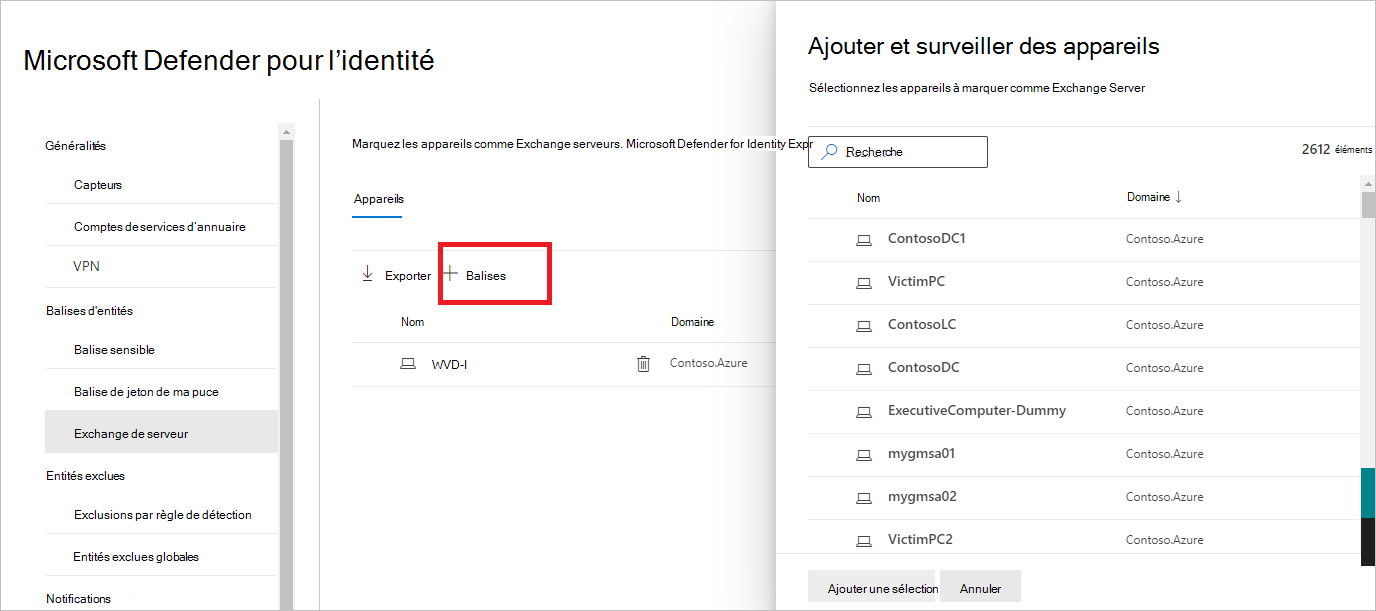 Microsoft Defender pour l’identité
Généralités
Capteurs
Comptes de services d’annuaire
VPN
Balises d'entités
Balise sensible
Balise de jeton de ma puce
Exchange de serveur
Entités exclues
Exclusions par règle de détection
Entités exclues globales
Notifications
Marquez les appareils comme Exchange serveurs. Microsoft Defender for Identity Expr
Appareils
Exporter
Balises
Nom Domaine
WVD-I Contoso.Azure
Ajouter et surveiller des appareils
Sélectionnez les appareils à marquer comme Exchange Server
Recherche
2612 éléments
Nom Domaine
ContosoDC1 Contoso.Azure
VictimPC Contoso.Azure
ContosoLC Contoso.Azure
ContosoDC Contoso.Azure
ExecutiveComputer-Dummy Contoso.Azure
mygmsa01 Contoso.Azure
mygmsa02 Contoso.Azure
VictimPC2 Contoso.Azure
Ajouter une sélection Annuler